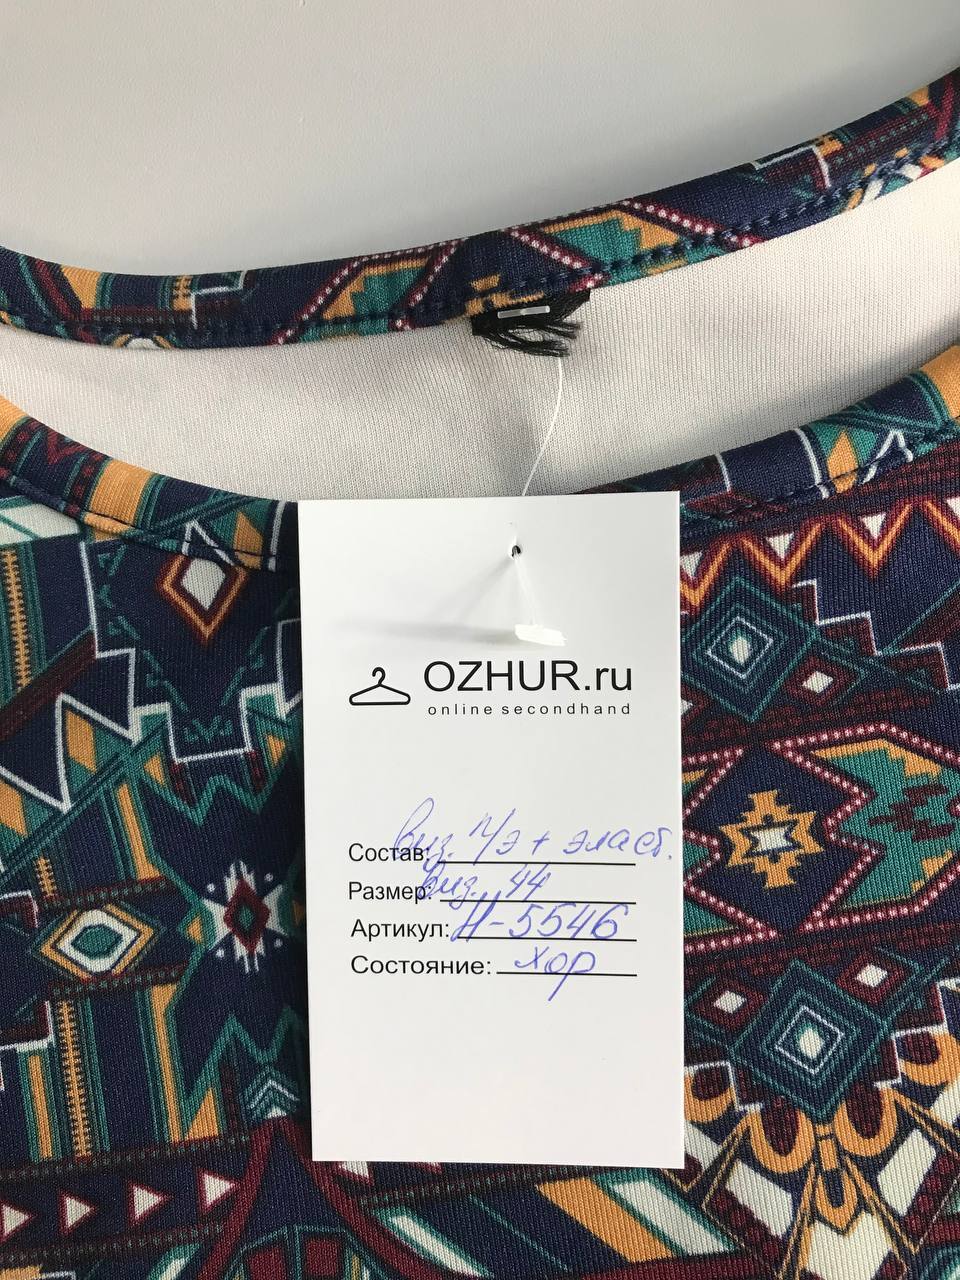 OZHUR.ru
online secondhand
Состав: виз. п/э + эласт.
Размер: виз. 44
Артикул: Н-5546
Состояние: хор